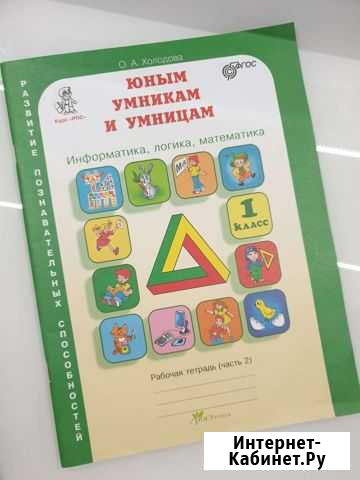 О. А. Холодова
Курс «РПС»
ФГОС
ЮНЫМ
УМНИКАМ
И УМНИЦАМ
Информатика, логика, математика
РАЗВИТИЕ ПОЗНАВАТЕЛЬНЫХ СПОСОБНОСТЕЙ
1
КЛАСС
Рабочая тетрадь (часть 2)
Интернет-
Кабинет.Ру